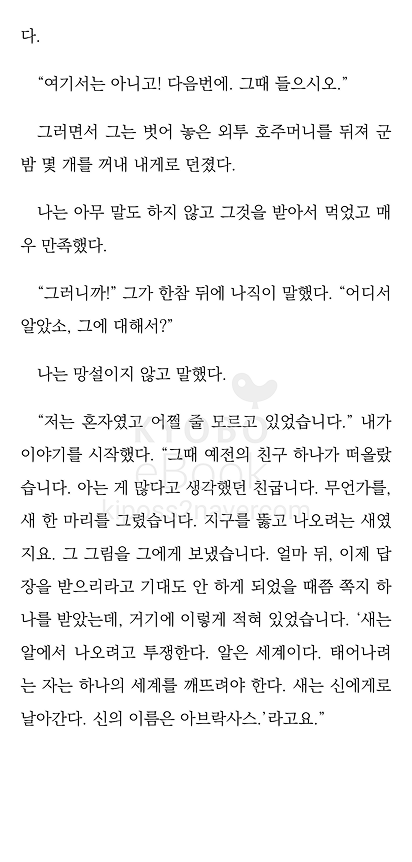 다.
“여기서는 아니고! 다음번에. 그때 들으시오.”
그러면서 그는 벗어 놓은 외투 호주머니를 뒤져 군
밤 몇 개를 꺼내 내게로 던졌다.
나는 아무 말도 하지 않고 그것을 받아서 먹었고 매
우 만족했다.
“그러니까!” 그가 한참 뒤에 나직이 말했다. “어디서
알았소, 그에 대해서?”
나는 망설이지 않고 말했다.
“저는 혼자였고 어쩔 줄 모르고 있었습니다.” 내가
이야기를 시작했다. “그때 예전의 친구 하나가 떠올랐
습니다. 아는 게 많다고 생각했던 친굽니다. 무언가를,
새 한 마리를 그렸습니다. 지구를 뚫고 나오려는 새였
지요. 그 그림을 그에게 보냈습니다. 얼마 뒤, 이제 답
장을 받으리라고 기대도 안 하게 되었을 때쯤 쪽지 하
나를 받았는데, 거기에 이렇게 적혀 있었습니다. ‘새는
알에서 나오려고 투쟁한다. 알은 세계이다. 태어나려
는 자는 하나의 세계를 깨뜨려야 한다. 새는 신에게로
날아간다. 신의 이름은 아브락사스.’라고요.”
KYOBO
eBook